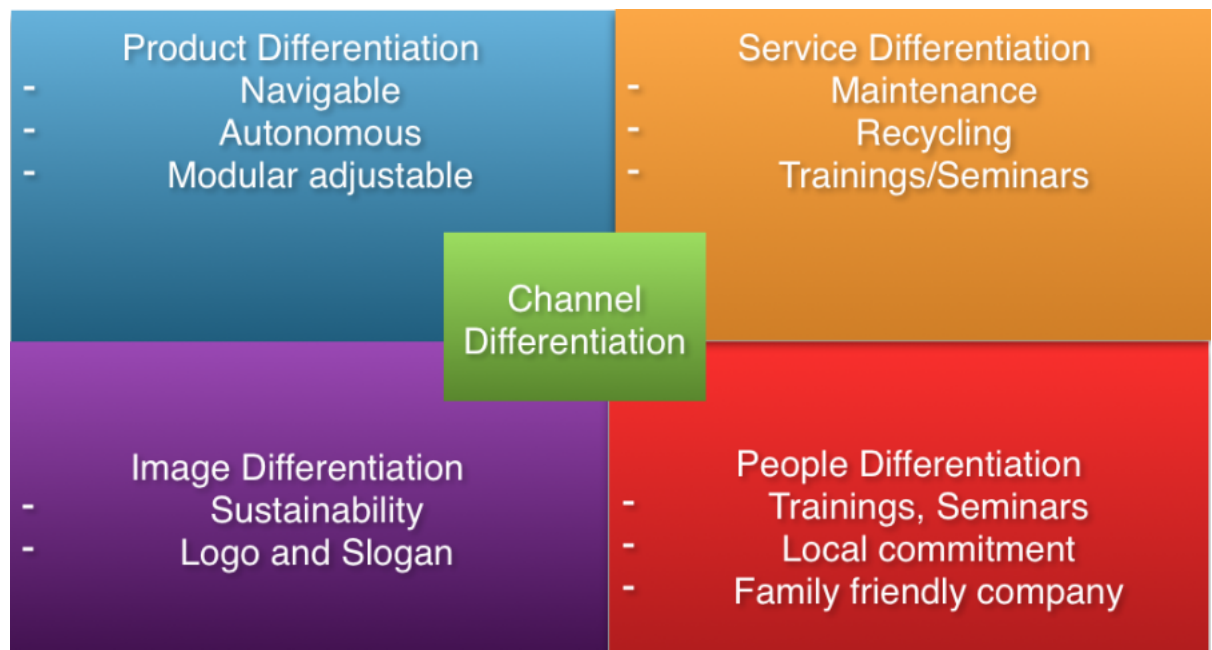 Product Differentiation
- Navigable
- Autonomous
- Modular adjustable
Service Differentiation
- Maintenance
- Recycling
- Trainings/Seminars
Channel
Differentiation
Image Differentiation
- Sustainability
- Logo and Slogan
People Differentiation
- Trainings, Seminars
- Local commitment
- Family friendly company